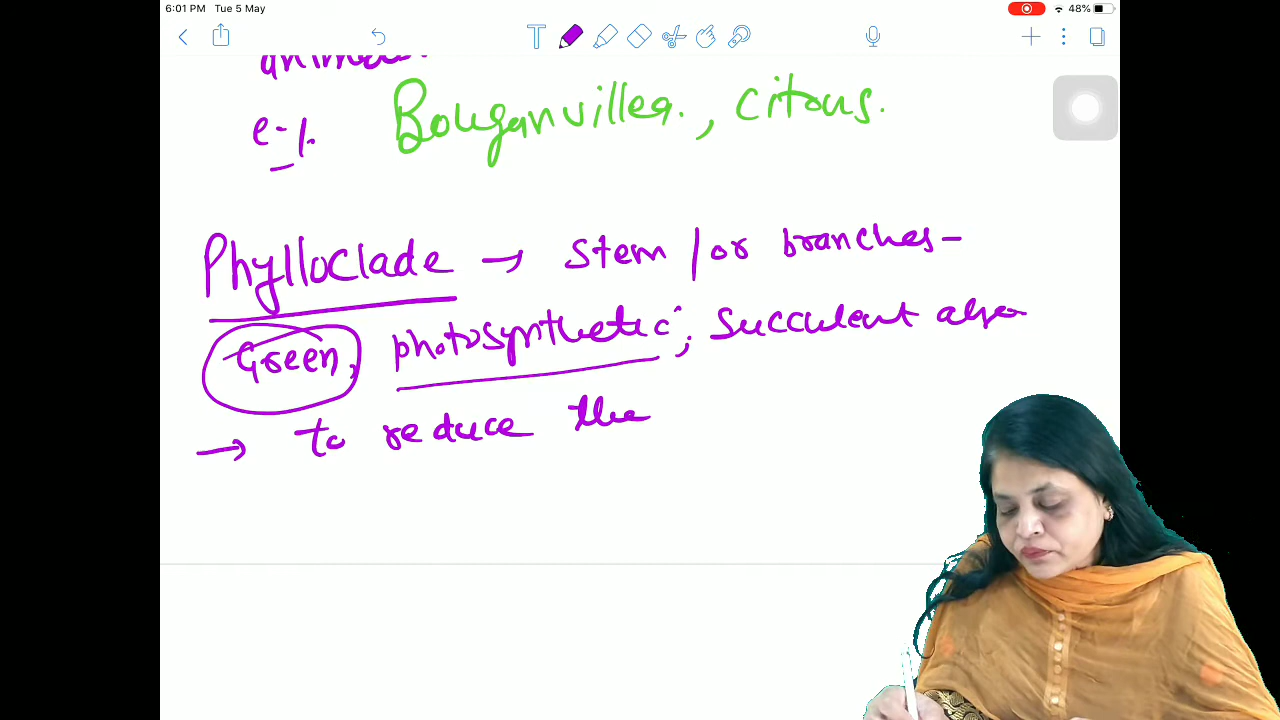 6:01 PM Tue 5 May
48%
T
e-g.
Bouganvillea., citrus.
Phylloclade → stem / or branches-
Green, photosynthetic; succulent also
→ to reduce the